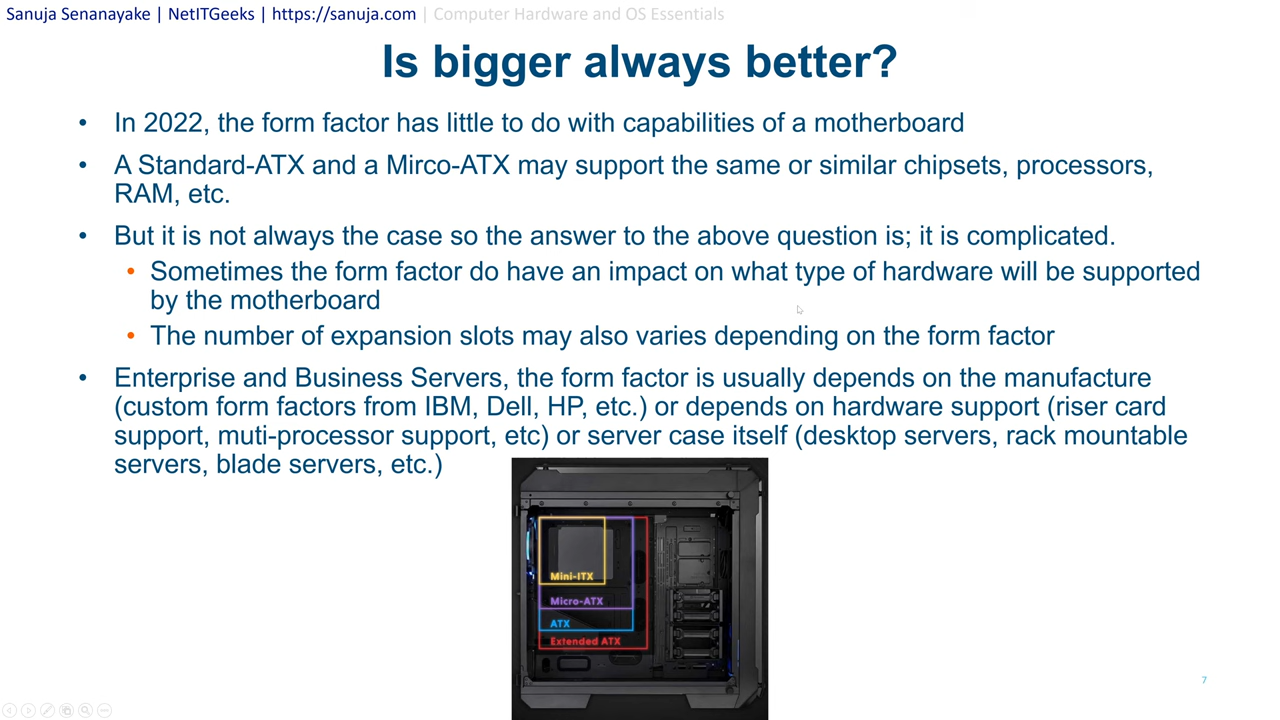 Sanuja Senanayake | NetITGeeks | https://sanuja.com | Computer Hardware and OS Essentials
Is bigger always better?
• In 2022, the form factor has little to do with capabilities of a motherboard
• A Standard-ATX and a Mirco-ATX may support the same or similar chipsets, processors,
RAM, etc.
• But it is not always the case so the answer to the above question is; it is complicated.
• Sometimes the form factor do have an impact on what type of hardware will be supported
by the motherboard
• The number of expansion slots may also varies depending on the form factor
• Enterprise and Business Servers, the form factor is usually depends on the manufacture
(custom form factors from IBM, Dell, HP, etc.) or depends on hardware support (riser card
support, muti-processor support, etc) or server case itself (desktop servers, rack mountable
servers, blade servers, etc.)
Mini-ITX
Micro-ATX
ATX
Extended ATX
7